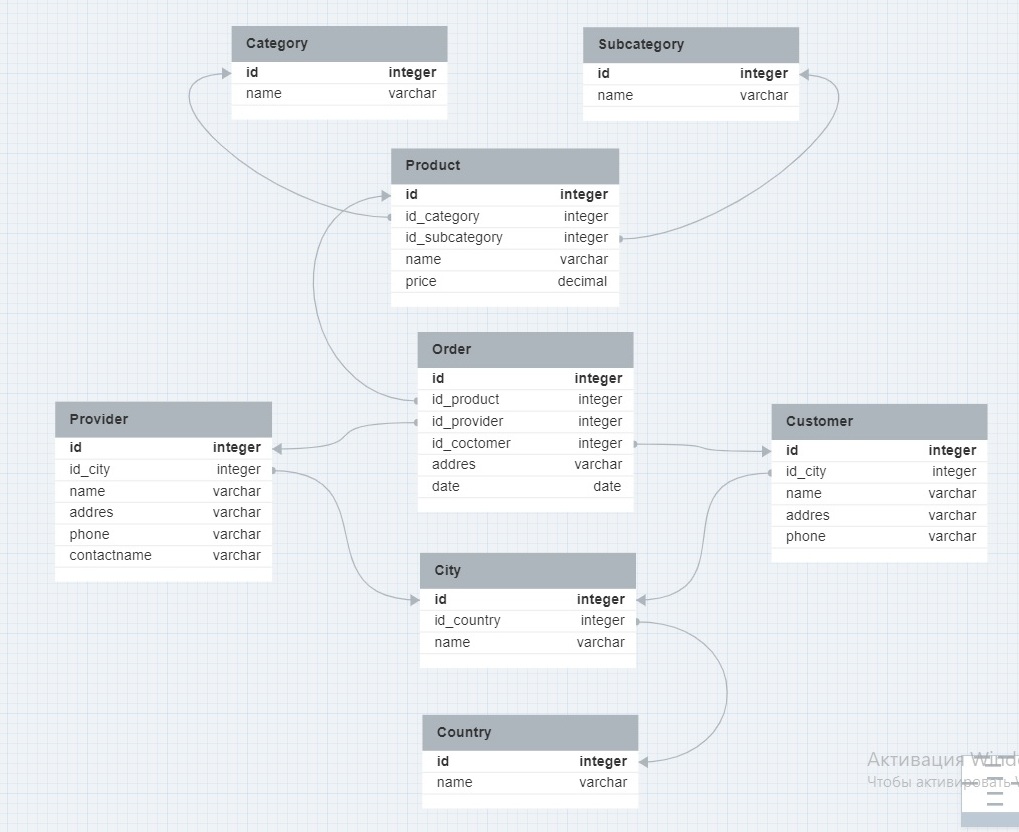 Category
id integer
name varchar
Subcategory
id integer
name varchar
Product
id integer
id_category integer
id_subcategory integer
name varchar
price decimal
Order
id integer
id_product integer
id_provider integer
id_coctomer integer
addres varchar
date date
Provider
id integer
id_city integer
name varchar
addres varchar
phone varchar
contactname varchar
Customer
id integer
id_city integer
name varchar
addres varchar
phone varchar
City
id integer
id_country integer
name varchar
Country
id integer
name varchar
Активация Windo
Чтобы активировать